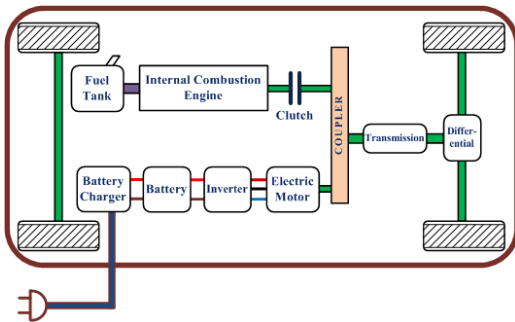 Fuel
Tank
Internal Combustion
Engine
Clutch
COUPLER
Transmission
Differ-
ential
Battery
Charger
Battery
Inverter
Electric
Motor